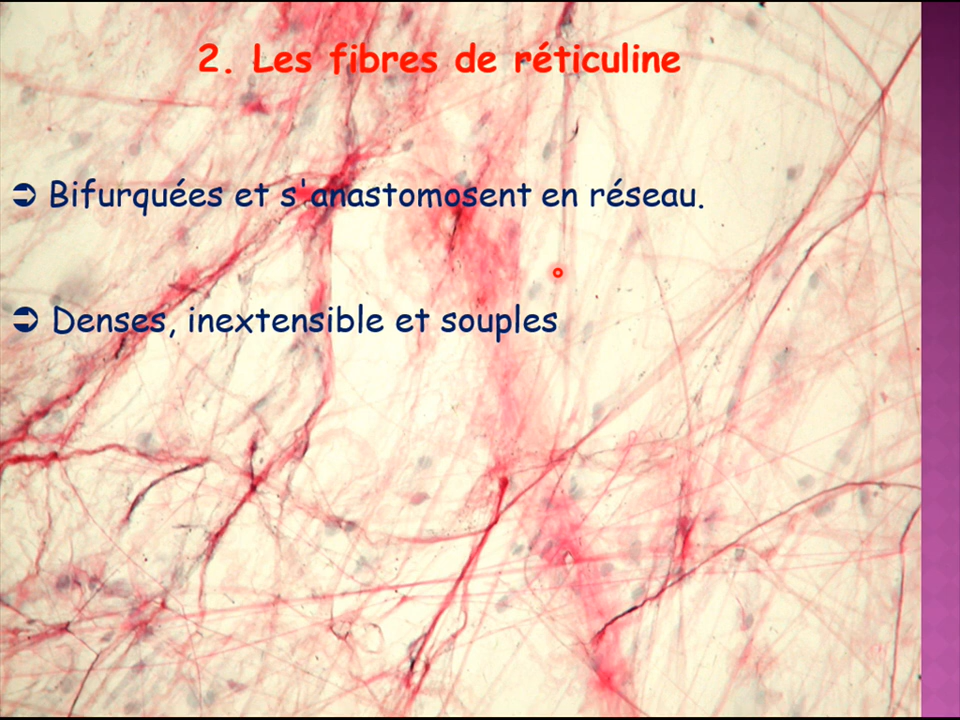 2. Les fibres de réticuline
➲ Bifurquées et s'anastomosent en réseau.
➲ Denses, inextensible et souples